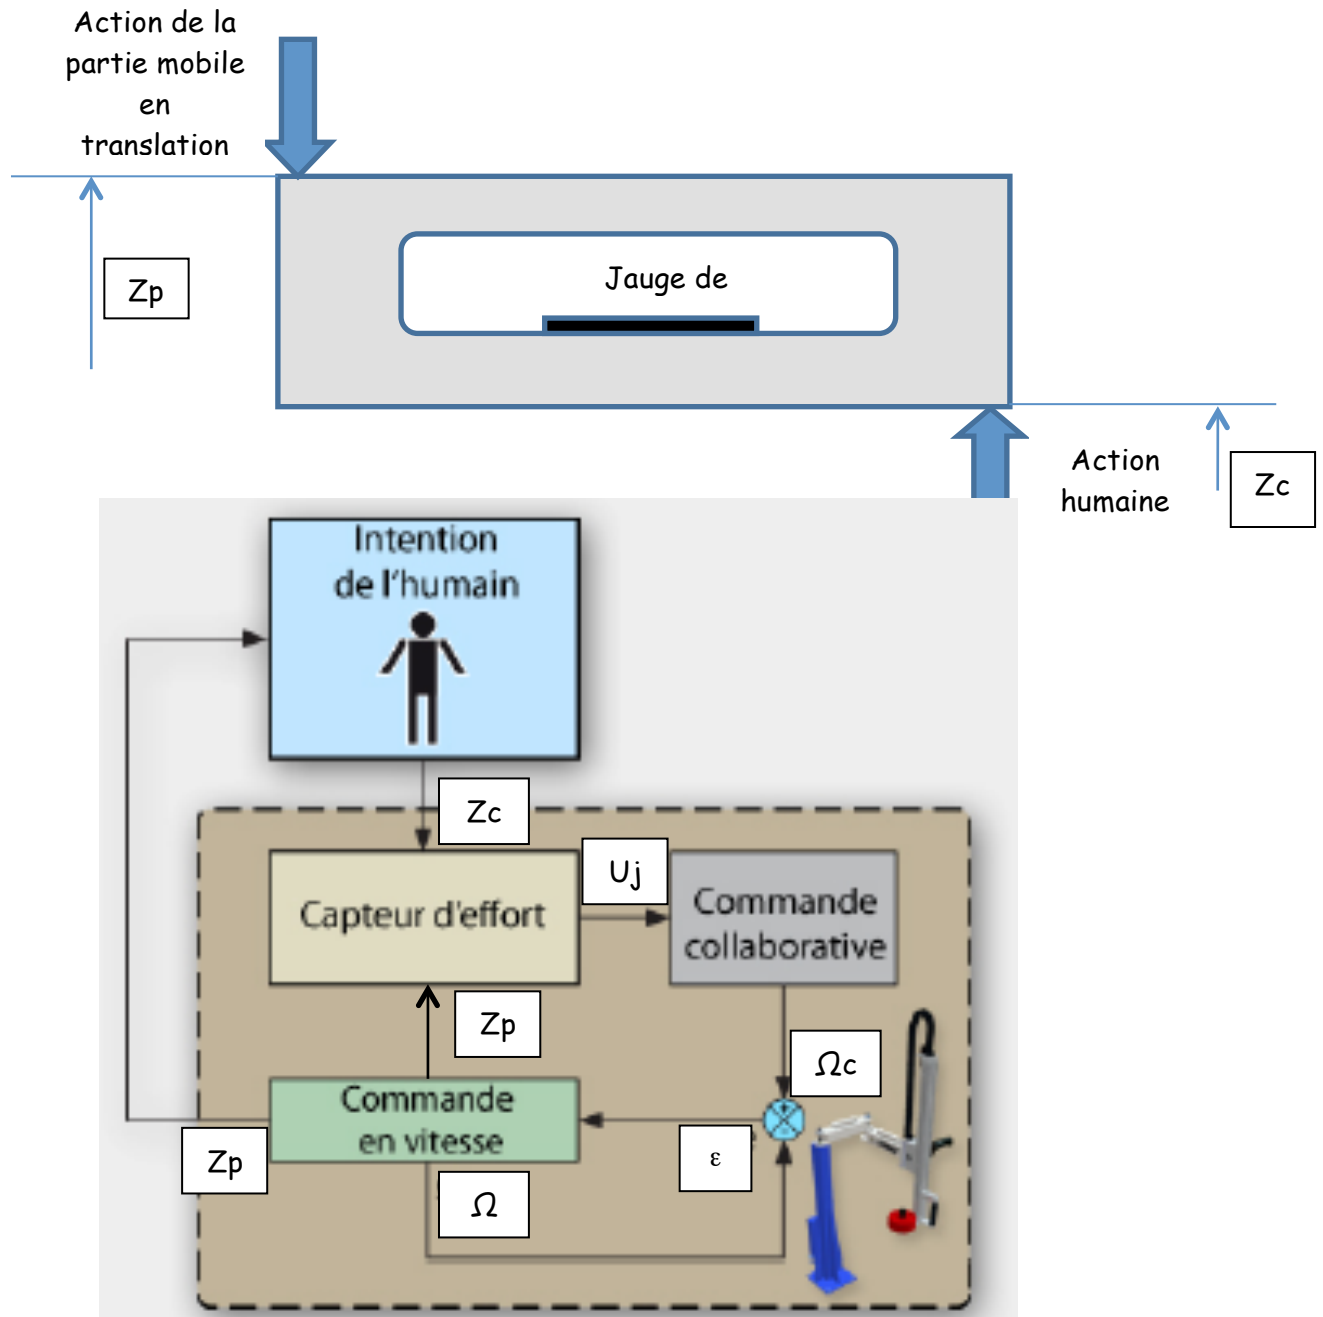 Action de la
partie mobile
en
translation
Zp
Jauge de
Action
humaine
Zc
Intention
de l'humain
Zc
Uj
Capteur d'effort
Commande
collaborative
Zp
Ωc
Commande
en vitesse
ε
Zp
Ω